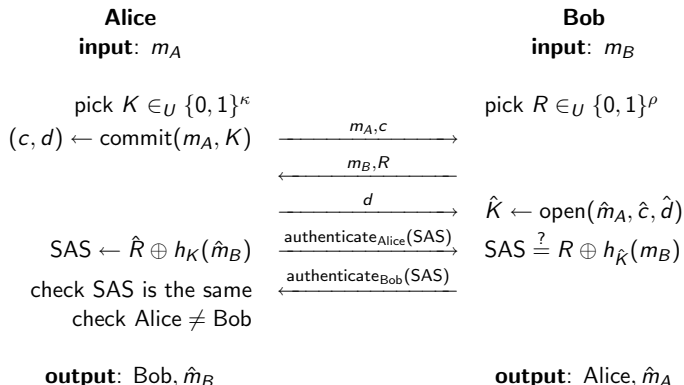 Alice Bob
input: m_A input: m_B
pick K ∈_U {0, 1}^κ pick R ∈_U {0, 1}^ρ
(c, d) ← commit(m_A, K) m_A,c
m_B,R
d K̂ ← open(m̂_A, ĉ, d̂)
SAS ← R̂ ⊕ h_K(m̂_B) authenticate_Alice(SAS) SAS ≟ R ⊕ h_K̂(m_B)
check SAS is the same authenticate_Bob(SAS)
check Alice ≠ Bob
output: Bob, m̂_B output: Alice, m̂_A